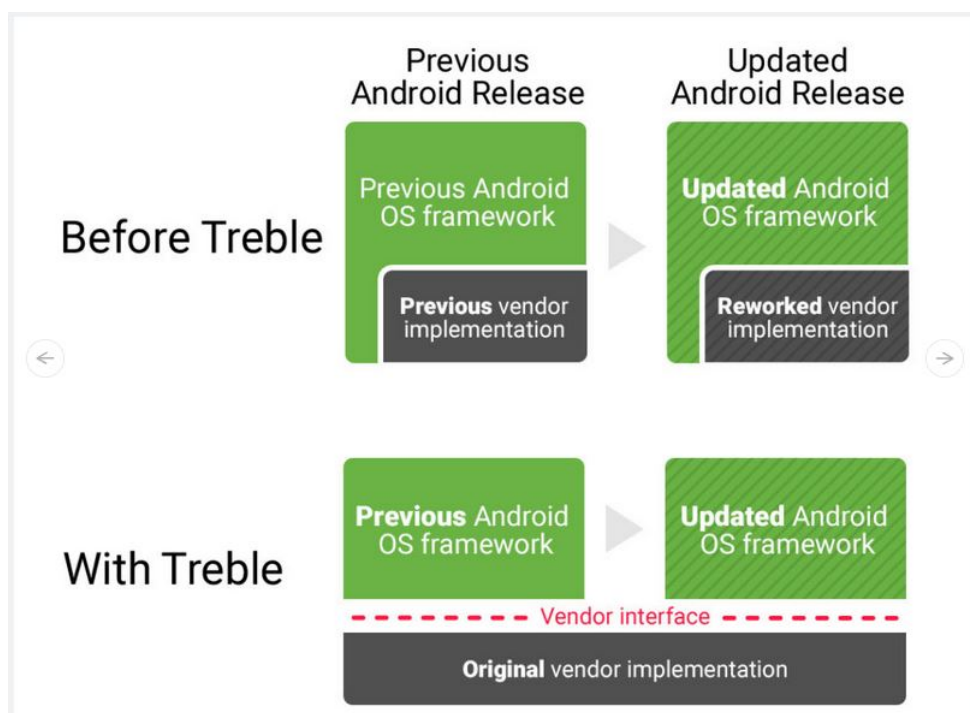 Previous
Android Release
Updated
Android Release
Before Treble
Previous Android
OS framework
Previous vendor
implementation
Updated Android
OS framework
Reworked vendor
implementation
With Treble
Previous Android
OS framework
Updated Android
OS framework
Vendor interface
Original vendor implementation